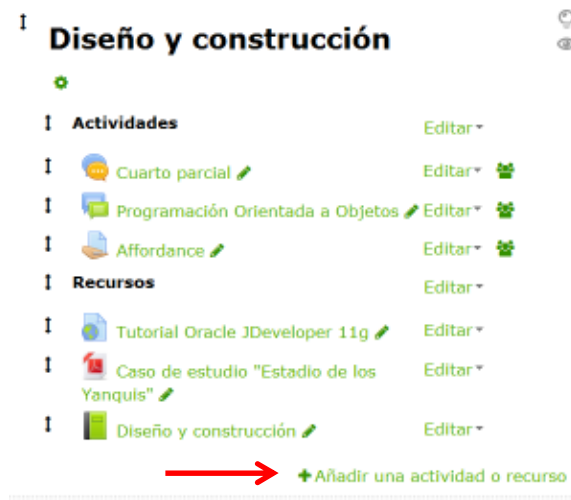 Diseño y construcción
Actividades Editar
Cuarto parcial Editar
Programación Orientada a Objetos Editar
Affordance Editar
Recursos Editar
Tutorial Oracle JDeveloper 11g Editar
Caso de estudio "Estadio de los Editar
Yanquis"
Diseño y construcción Editar
Añadir una actividad o recurso